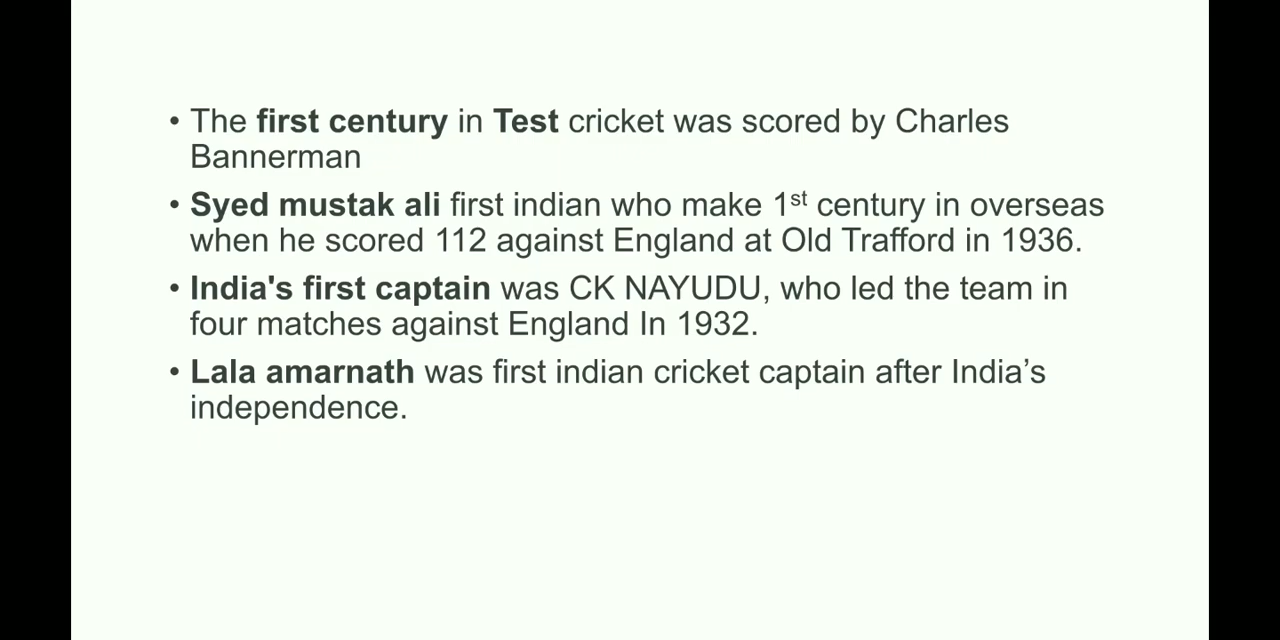 • The first century in Test cricket was scored by Charles
Bannerman
• Syed mustak ali first indian who make 1st century in overseas
when he scored 112 against England at Old Trafford in 1936.
• India's first captain was CK NAYUDU, who led the team in
four matches against England In 1932.
• Lala amarnath was first indian cricket captain after India’s
independence.